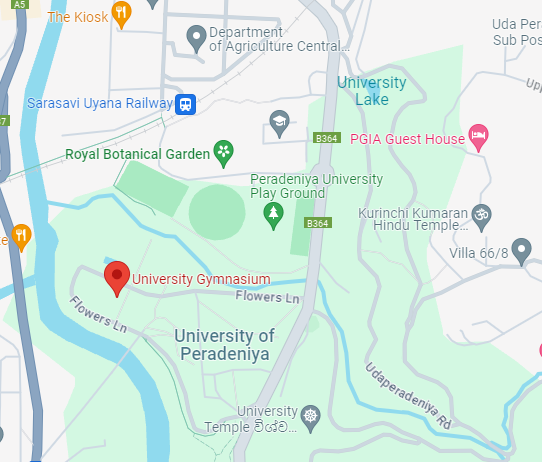 A5
The Kiosk
Department
of Agriculture Central...
Uda Per
Sub Pos
University
Lake
Sarasavi Uyana Railway
B364
PGIA Guest House
Royal Botanical Garden
Peradeniya University
Play Ground
B364
Kurinchi Kumaran
Hindu Temple...
Villa 66/8
University Gymnasium
Flowers Ln
Flowers Ln
University of
Peradeniya
Udaperadeniya Rd
University
Temple විශ්ව...